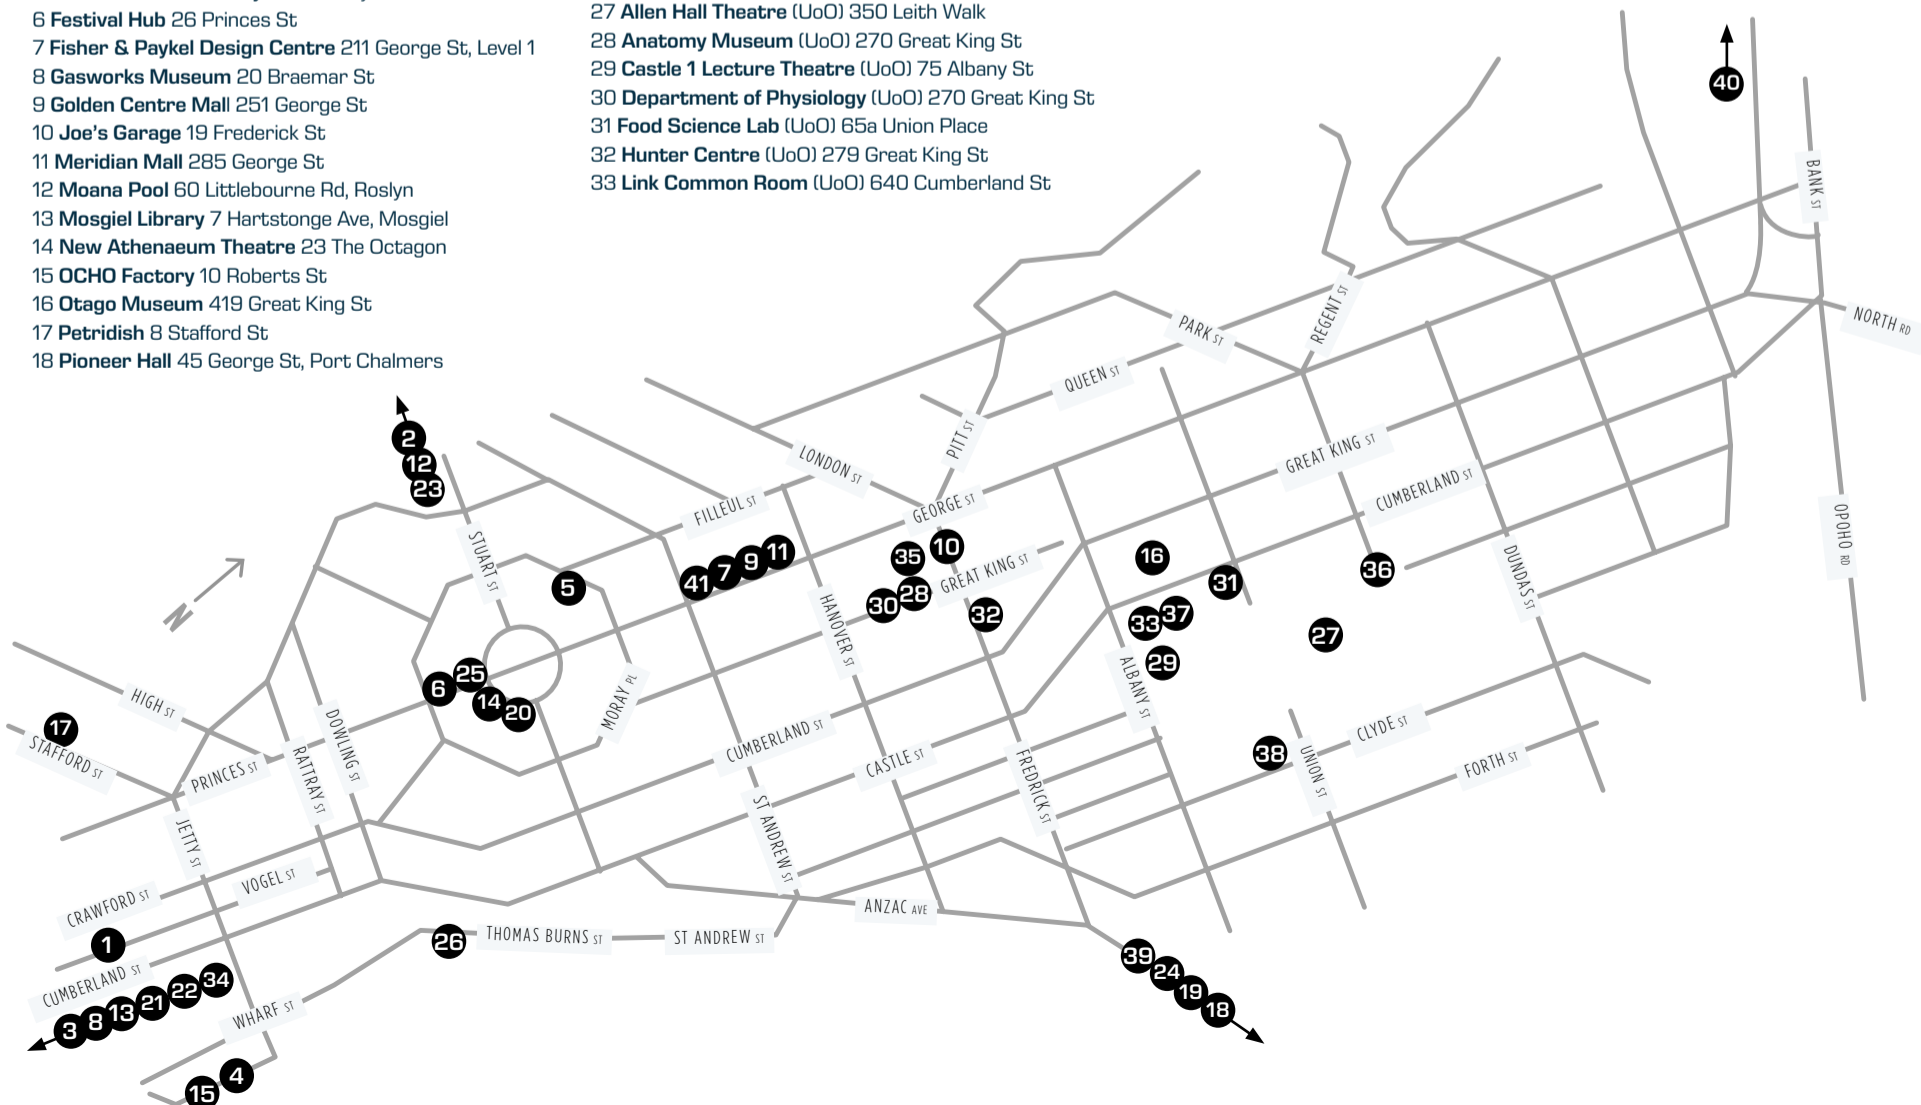 6 Festival Hub 26 Princes St
7 Fisher & Paykel Design Centre 211 George St, Level 1
8 Gasworks Museum 20 Braemar St
9 Golden Centre Mall 251 George St
10 Joe's Garage 19 Frederick St
11 Meridian Mall 285 George St
12 Moana Pool 60 Littlebourne Rd, Roslyn
13 Mosgiel Library 7 Hartstonge Ave, Mosgiel
14 New Athenaeum Theatre 23 The Octagon
15 OCHO Factory 10 Roberts St
16 Otago Museum 419 Great King St
17 Petridish 8 Stafford St
18 Pioneer Hall 45 George St, Port Chalmers
27 Allen Hall Theatre (UoO) 350 Leith Walk
28 Anatomy Museum (UoO) 270 Great King St
29 Castle 1 Lecture Theatre (UoO) 75 Albany St
30 Department of Physiology (UoO) 270 Great King St
31 Food Science Lab (UoO) 65a Union Place
32 Hunter Centre (UoO) 279 Great King St
33 Link Common Room (UoO) 640 Cumberland St
40
BANK ST
NORTH RD
REGENT ST
PARK ST
QUEEN ST
PITT ST
LONDON ST
GREAT KING ST
CUMBERLAND ST
GEORGE ST
FILLEUL ST
2
12
23
STUART ST
N
5
41
7
9
11
35
10
GREAT KING ST
30
28
32
16
31
36
33
37
29
27
DUNDAS ST
OPOHO RD
HANOVER ST
ALBANY ST
MORAY PL
6
25
14
20
HIGH ST
17
STAFFORD ST
PRINCES ST
RATTRAY ST
DOWLING ST
JETTY ST
CUMBERLAND ST
CASTLE ST
FREDRICK ST
ST ANDREW ST
38
UNION ST
CLYDE ST
FORTH ST
CRAWFORD ST
VOGEL ST
1
CUMBERLAND ST
26
THOMAS BURNS ST
ST ANDREW ST
ANZAC AVE
39
24
19
18
3
8
13
21
22
34
WHARF ST
15
4